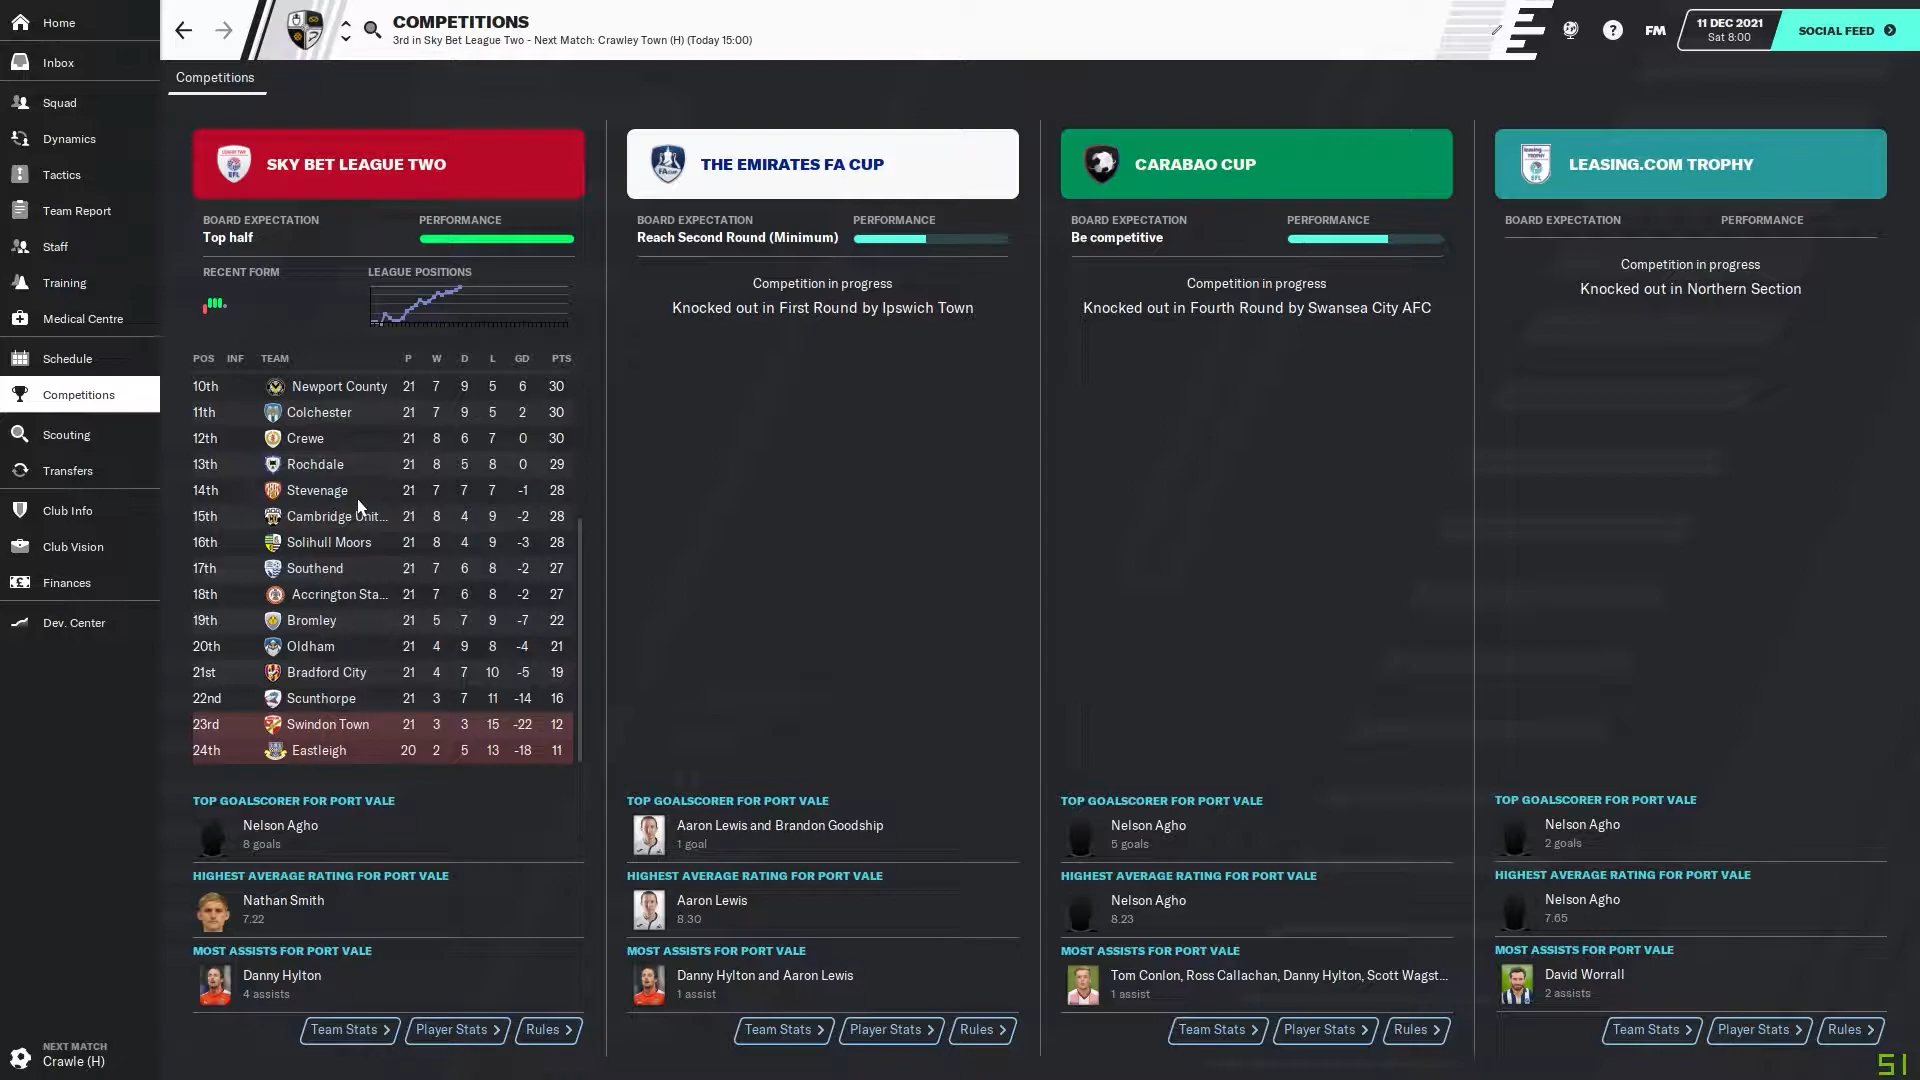 COMPETITIONS
3rd in Sky Bet League Two - Next Match: Crawley Town (H) (Today 15:00)
FM
11 DEC 2021
Sat 8:00
SOCIAL FEED
Home
Inbox
Squad
Dynamics
Tactics
Team Report
Staff
Training
Medical Centre
Schedule
Competitions
Scouting
Transfers
Club Info
Club Vision
Finances
Dev. Center
NEXT MATCH
Crawle (H)
Competitions
SKY BET LEAGUE TWO
BOARD EXPECTATION PERFORMANCE
Top half
RECENT FORM LEAGUE POSITIONS
POS INF TEAM P W D L GD PTS
10th Newport County 21 7 9 5 6 30
11th Colchester 21 7 9 5 2 30
12th Crewe 21 8 6 7 0 30
13th Rochdale 21 8 5 8 0 29
14th Stevenage 21 7 7 7 -1 28
15th Cambridge Unit... 21 8 4 9 -2 28
16th Solihull Moors 21 8 4 9 -3 28
17th Southend 21 7 6 8 -2 27
18th Accrington Sta... 21 7 6 8 -2 27
19th Bromley 21 5 7 9 -7 22
20th Oldham 21 4 9 8 -4 21
21st Bradford City 21 4 7 10 -5 19
22nd Scunthorpe 21 3 7 11 -14 16
23rd Swindon Town 21 3 3 15 -22 12
24th Eastleigh 20 2 5 13 -18 11
TOP GOALSCORER FOR PORT VALE
Nelson Agho
8 goals
HIGHEST AVERAGE RATING FOR PORT VALE
Nathan Smith
7.22
MOST ASSISTS FOR PORT VALE
Danny Hylton
4 assists
Team Stats Player Stats Rules
THE EMIRATES FA CUP
BOARD EXPECTATION PERFORMANCE
Reach Second Round (Minimum)
Competition in progress
Knocked out in First Round by Ipswich Town
TOP GOALSCORER FOR PORT VALE
Aaron Lewis and Brandon Goodship
1 goal
HIGHEST AVERAGE RATING FOR PORT VALE
Aaron Lewis
8.30
MOST ASSISTS FOR PORT VALE
Danny Hylton and Aaron Lewis
1 assist
Team Stats Player Stats Rules
CARABAO CUP
BOARD EXPECTATION PERFORMANCE
Be competitive
Competition in progress
Knocked out in Fourth Round by Swansea City AFC
TOP GOALSCORER FOR PORT VALE
Nelson Agho
5 goals
HIGHEST AVERAGE RATING FOR PORT VALE
Nelson Agho
8.23
MOST ASSISTS FOR PORT VALE
Tom Conlon, Ross Callachan, Danny Hylton, Scott Wagst...
1 assist
Team Stats Player Stats Rules
LEASING.COM TROPHY
BOARD EXPECTATION PERFORMANCE
Competition in progress
Knocked out in Northern Section
TOP GOALSCORER FOR PORT VALE
Nelson Agho
2 goals
HIGHEST AVERAGE RATING FOR PORT VALE
Nelson Agho
7.65
MOST ASSISTS FOR PORT VALE
David Worrall
2 assists
Team Stats Player Stats Rules
51